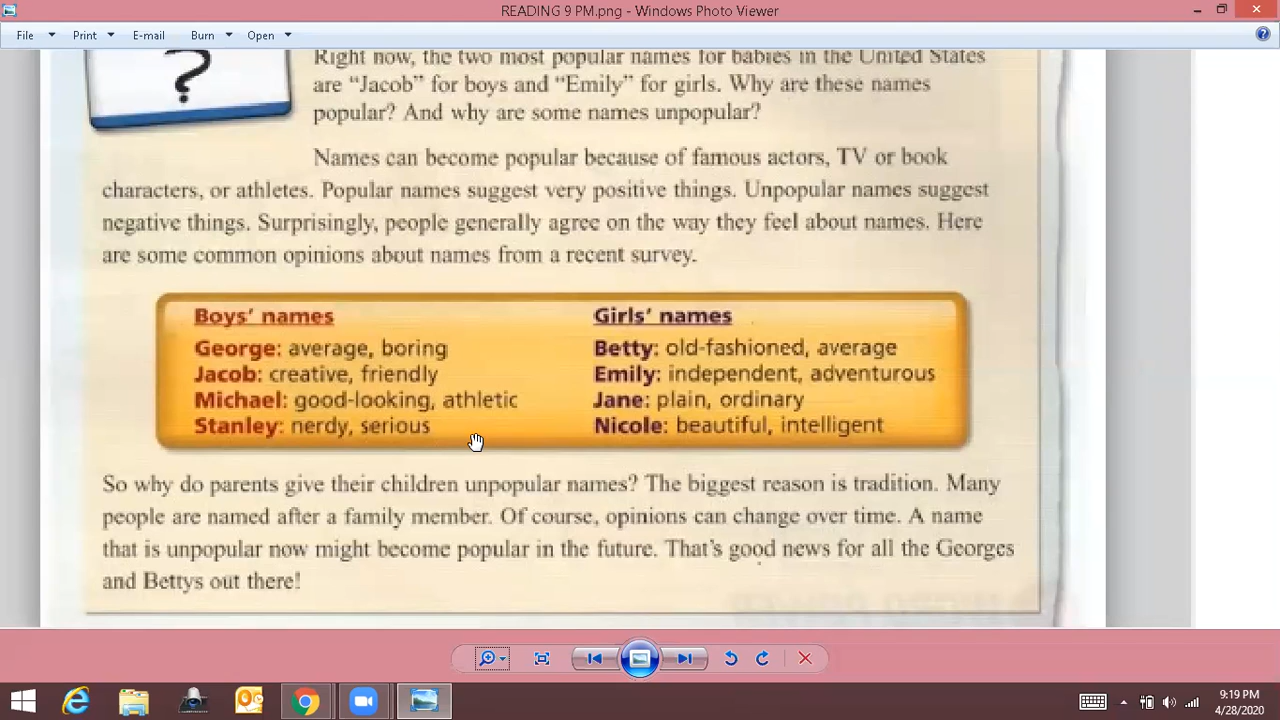 READING 9 PM.png - Windows Photo Viewer
File Print E-mail Burn Open
?
Right now, the two most popular names for babies in the United States
are “Jacob” for boys and “Emily” for girls. Why are these names
popular? And why are some names unpopular?
Names can become popular because of famous actors, TV or book
characters, or athletes. Popular names suggest very positive things. Unpopular names suggest
negative things. Surprisingly, people generally agree on the way they feel about names. Here
are some common opinions about names from a recent survey.
Boys’ names
George: average, boring
Jacob: creative, friendly
Michael: good-looking, athletic
Stanley: nerdy, serious
Girls’ names
Betty: old-fashioned, average
Emily: independent, adventurous
Jane: plain, ordinary
Nicole: beautiful, intelligent
So why do parents give their children unpopular names? The biggest reason is tradition. Many
people are named after a family member. Of course, opinions can change over time. A name
that is unpopular now might become popular in the future. That’s good news for all the Georges
and Bettys out there!
9:19 PM
4/28/2020